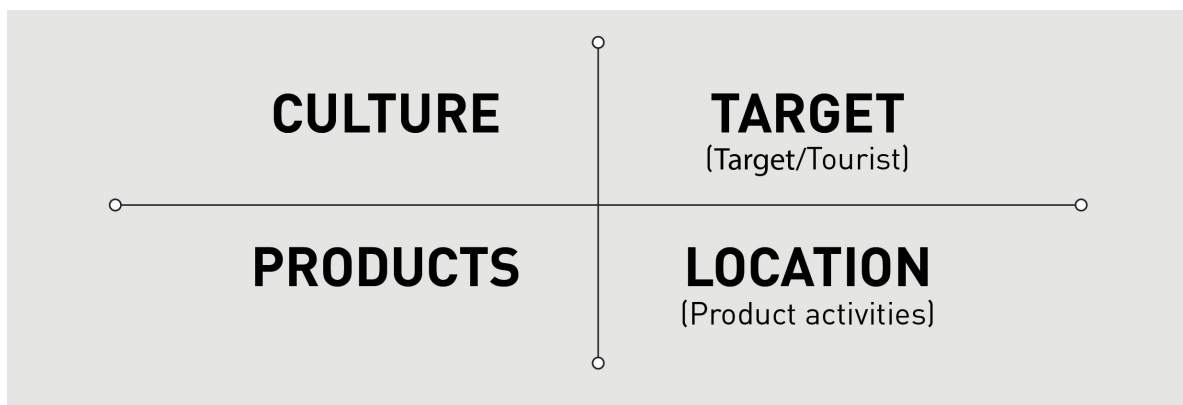 CULTURE
TARGET
(Target/Tourist)
PRODUCTS
LOCATION
(Product activities)